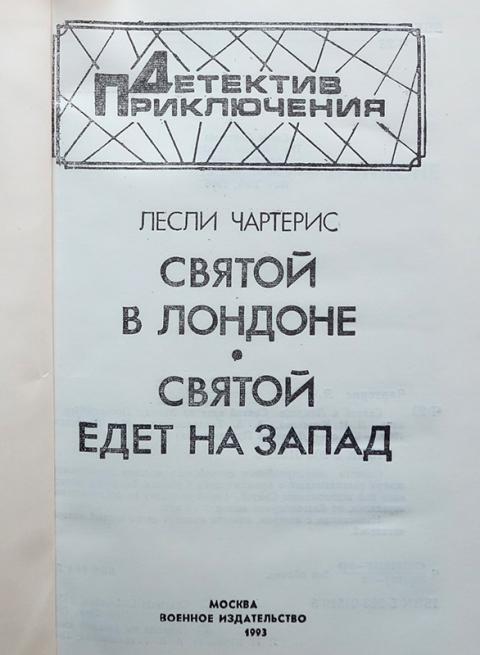 ДЕТЕКТИВ
ПРИКЛЮЧЕНИЯ
ЛЕСЛИ ЧАРТЕРИС
СВЯТОЙ
В ЛОНДОНЕ
•
СВЯТОЙ
ЕДЕТ НА ЗАПАД
МОСКВА
ВОЕННОЕ ИЗДАТЕЛЬСТВО
1993